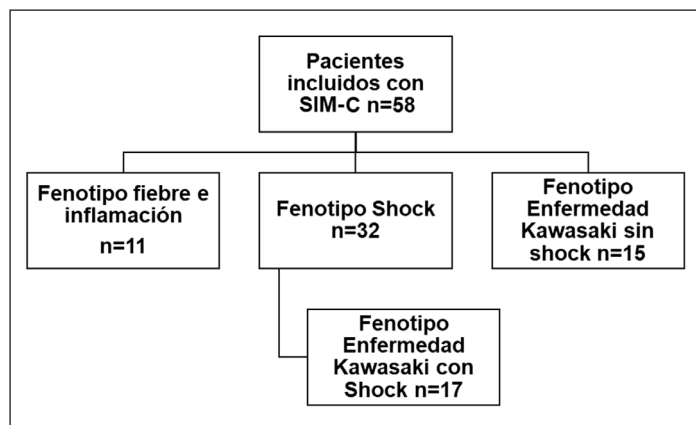 Pacientes
incluidos con
SIM-C n=58
Fenotipo fiebre e
inflamación
n=11
Fenotipo Shock
n=32
Fenotipo
Enfermedad
Kawasaki sin
shock n=15
Fenotipo
Enfermedad
Kawasaki con
Shock n=17